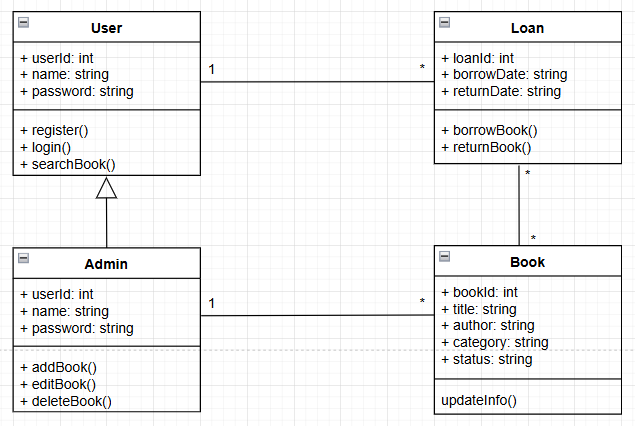 User
+ userId: int
+ name: string
+ password: string
+ register()
+ login()
+ searchBook()
1
*
Loan
+ loanId: int
+ borrowDate: string
+ returnDate: string
+ borrowBook()
+ returnBook()
*
*
Admin
+ userId: int
+ name: string
+ password: string
+ addBook()
+ editBook()
+ deleteBook()
1
*
Book
+ bookId: int
+ title: string
+ author: string
+ category: string
+ status: string
updateInfo()